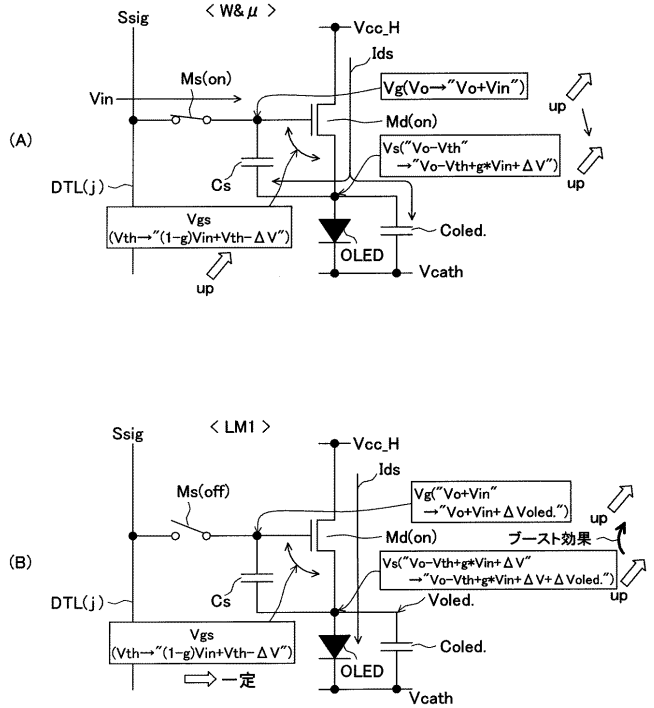 < W&μ >
Ssig
Vcc_H
Ids
Ms(on)
Vin
Vg(Vo→"Vo+Vin")
up
Md(on)
(A)
Vs("Vo-Vth"
→"Vo-Vth+g*Vin+ΔV")
up
Cs
DTL(j)
Vgs
(Vth→"(1-g)Vin+Vth-ΔV")
Coled.
OLED
Vcath
up
< LM1 >
Ssig
Vcc_H
Ids
Ms(off)
Vg("Vo+Vin"
→"Vo+Vin+ΔVoled.")
up
Md(on)
ブースト効果
(B)
Vs("Vo-Vth+g*Vin+ΔV"
→"Vo-Vth+g*Vin+ΔV+ΔVoled.")
up
Cs
DTL(j)
Voled.
Vgs
(Vth→"(1-g)Vin+Vth-ΔV")
Coled.
OLED
一定
Vcath